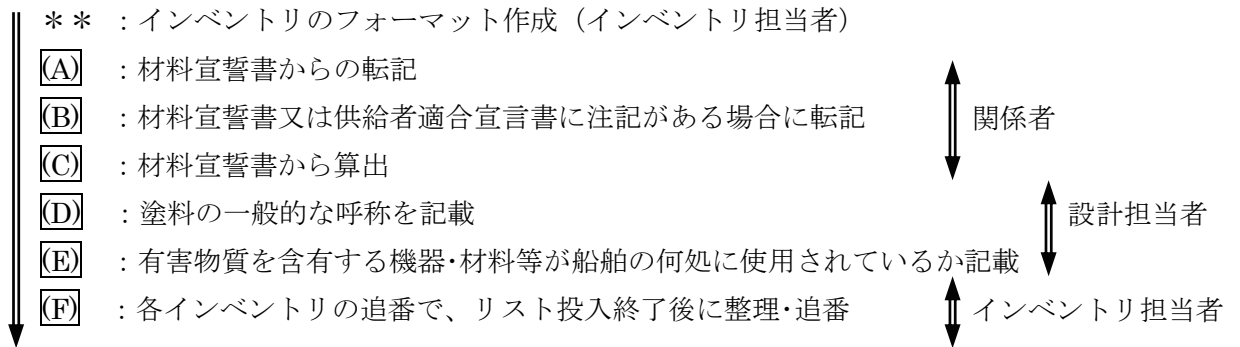 ＊＊ ：インベントリのフォーマット作成（インベントリ担当者）
(A) ：材料宣誓書からの転記
(B) ：材料宣誓書又は供給者適合宣言書に注記がある場合に転記 関係者
(C) ：材料宣誓書から算出
(D) ：塗料の一般的な呼称を記載 設計担当者
(E) ：有害物質を含有する機器･材料等が船舶の何処に使用されているか記載
(F) ：各インベントリの追番で、リスト投入終了後に整理･追番 インベントリ担当者